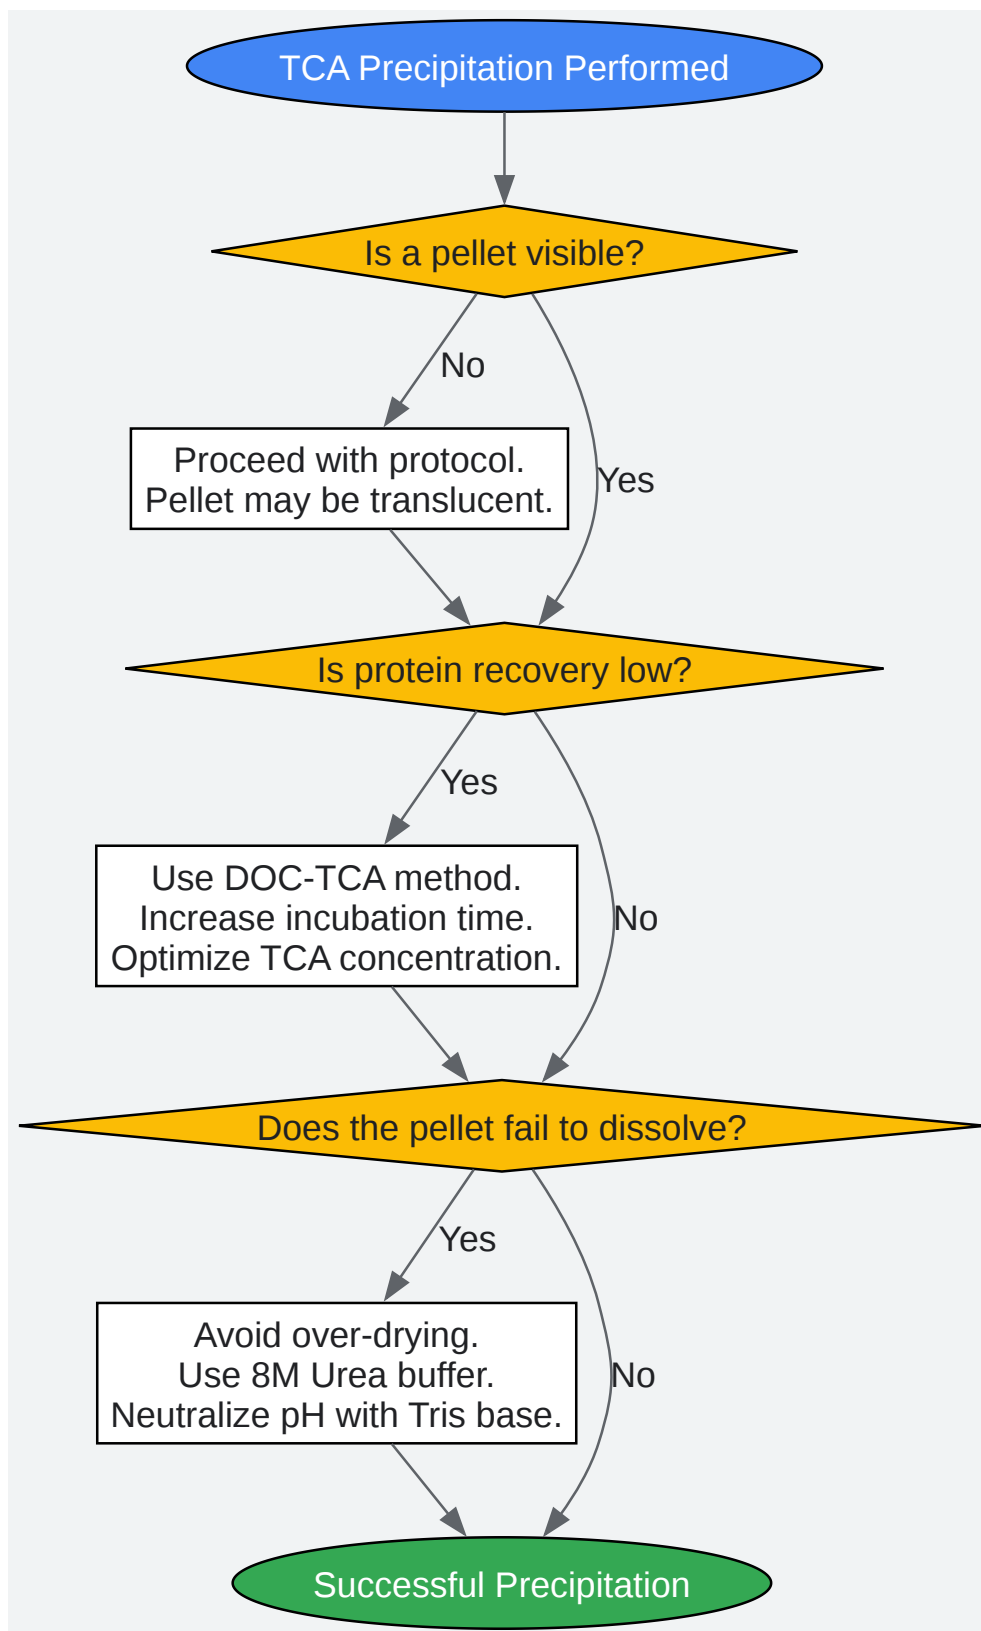 TCA Precipitation Performed
Is a pellet visible?
No
Proceed with protocol.
Pellet may be translucent.
Yes
Is protein recovery low?
Yes
Use DOC-TCA method.
Increase incubation time.
Optimize TCA concentration.
No
Does the pellet fail to dissolve?
Yes
Avoid over-drying.
Use 8M Urea buffer.
Neutralize pH with Tris base.
No
Successful Precipitation